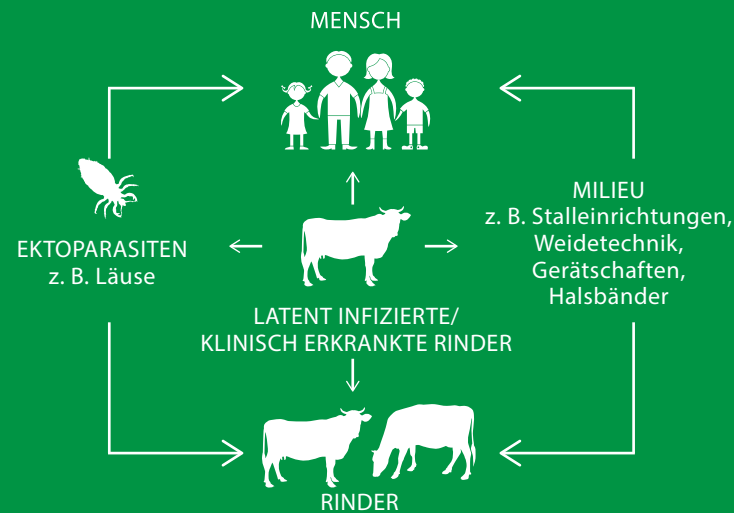 MENSCH
EKTOPARASITEN
z. B. Läuse
MILIEU
z. B. Stalleinrichtungen,
Weidetechnik,
Gerätschaften,
Halsbänder
LATENT INFIZIERTE/
KLINISCH ERKRANKTE RINDER
RINDER